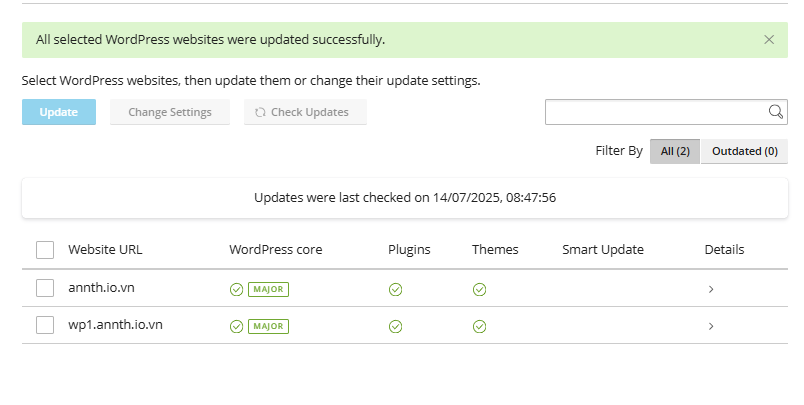 All selected WordPress websites were updated successfully.
Select WordPress websites, then update them or change their update settings.
Update Change Settings Check Updates
Filter By All (2) Outdated (0)
Updates were last checked on 14/07/2025, 08:47:56
Website URL WordPress core Plugins Themes Smart Update Details
annth.io.vn MAJOR
wp1.annth.io.vn MAJOR